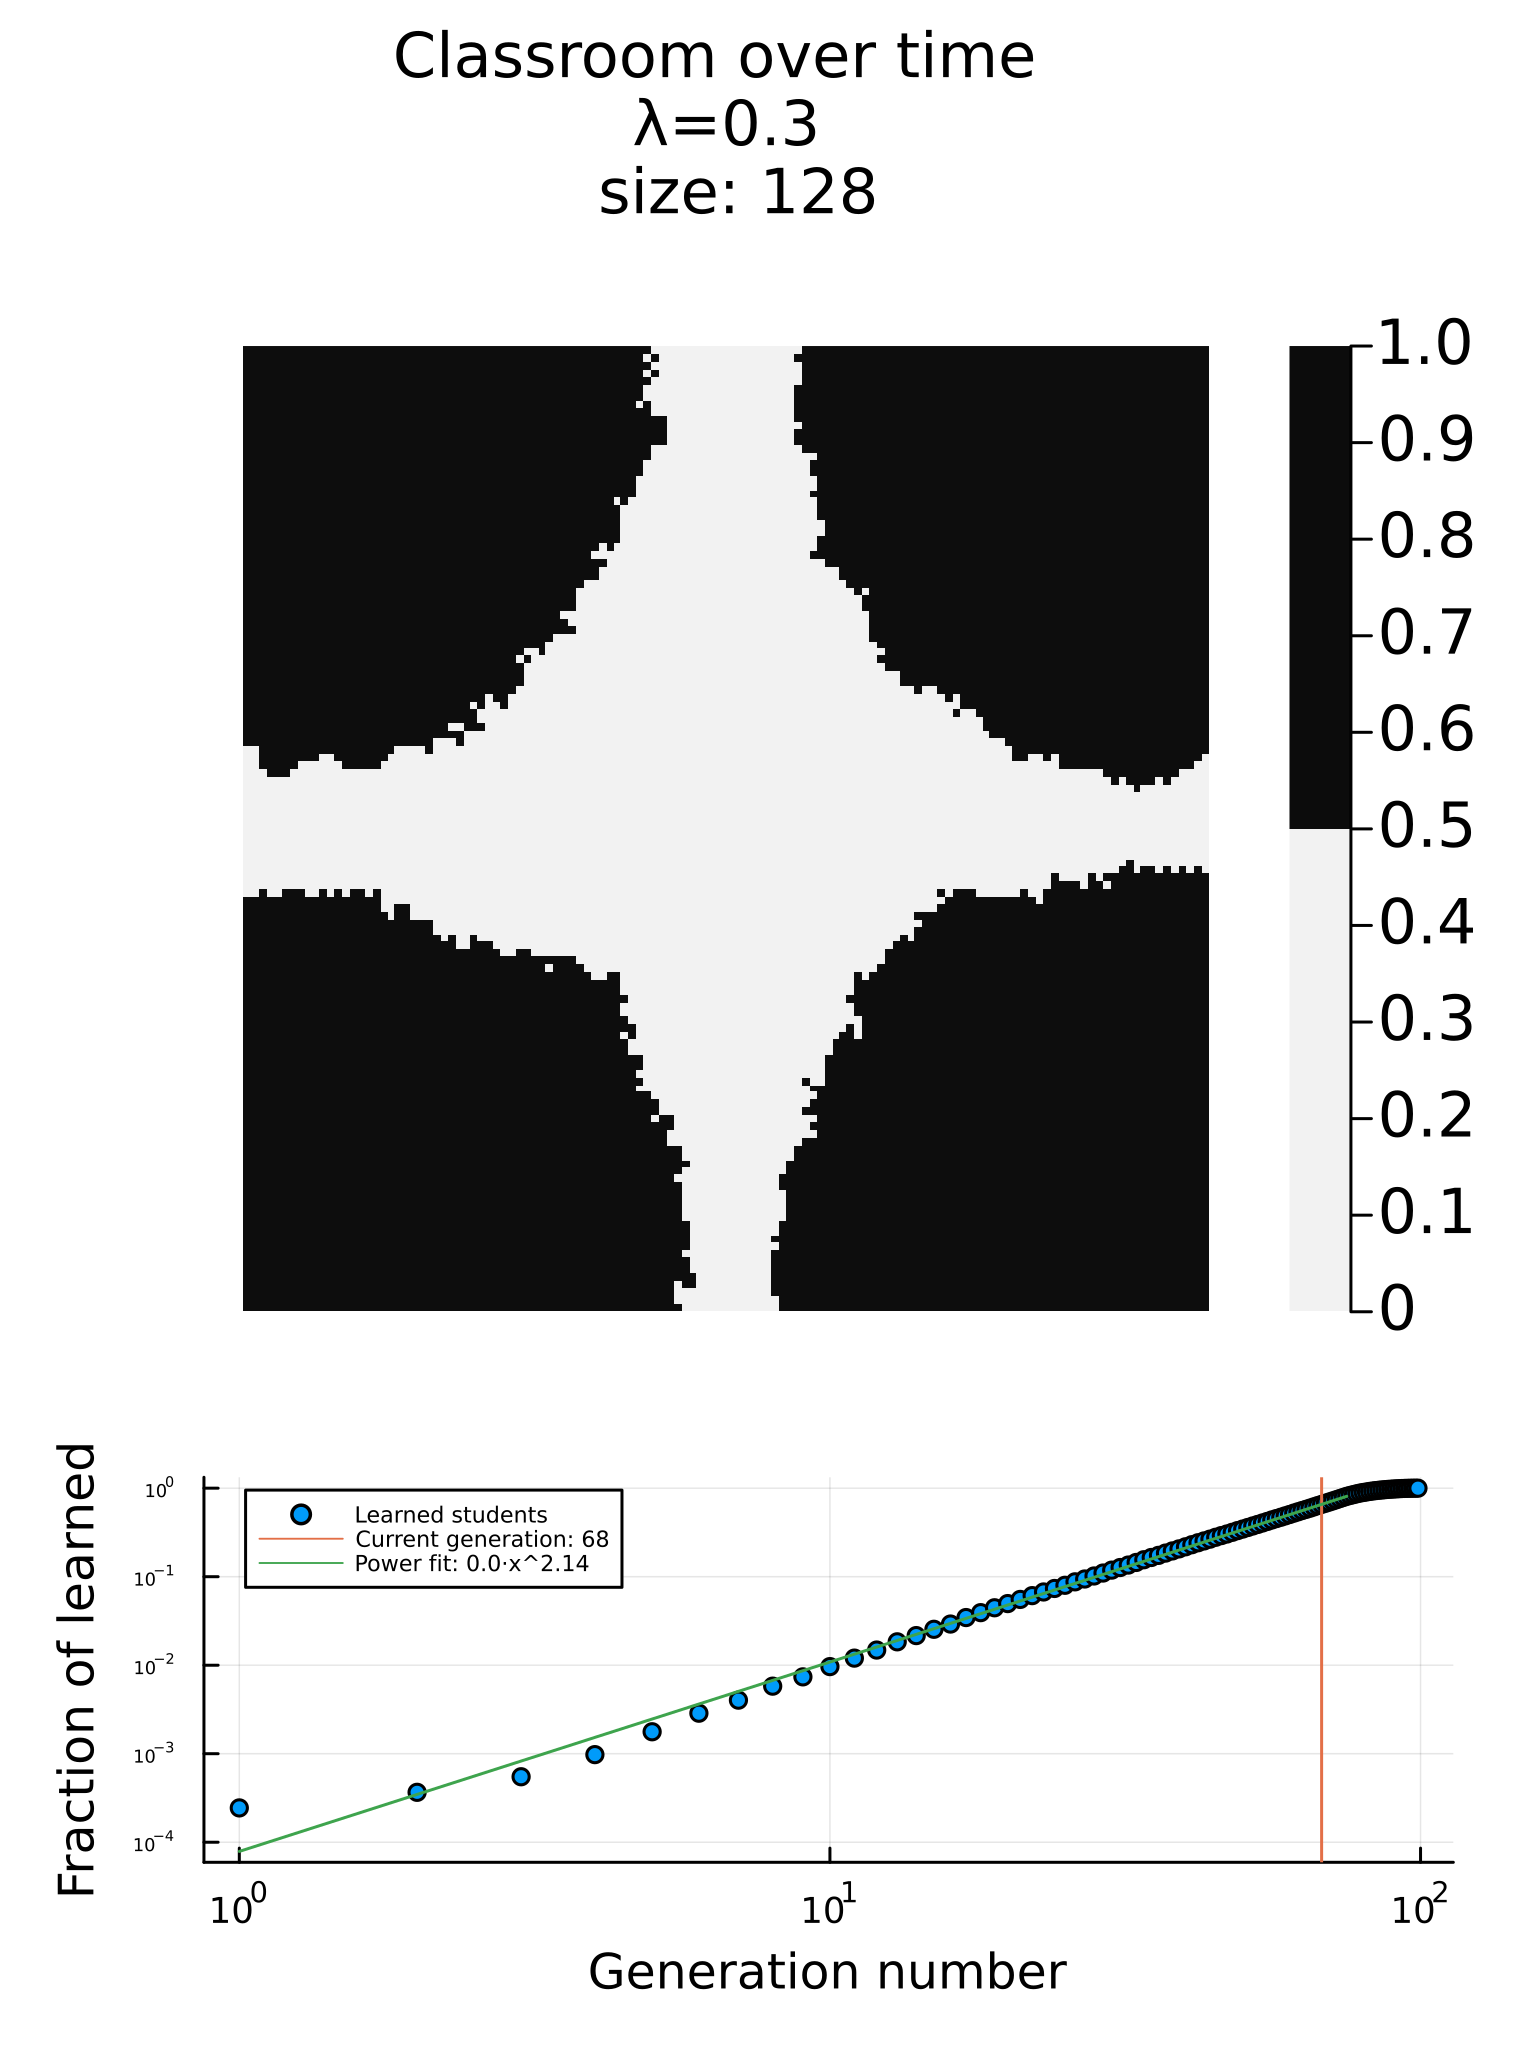 Classroom over time
λ=0.3
size: 128
1.0
0.9
0.8
0.7
0.6
0.5
0.4
0.3
0.2
0.1
0
Fraction of learned
10^0
10^-1
10^-2
10^-3
10^-4
Learned students
Current generation: 68
Power fit: 0.0·x^2.14
10^0 10^1 10^2
Generation number